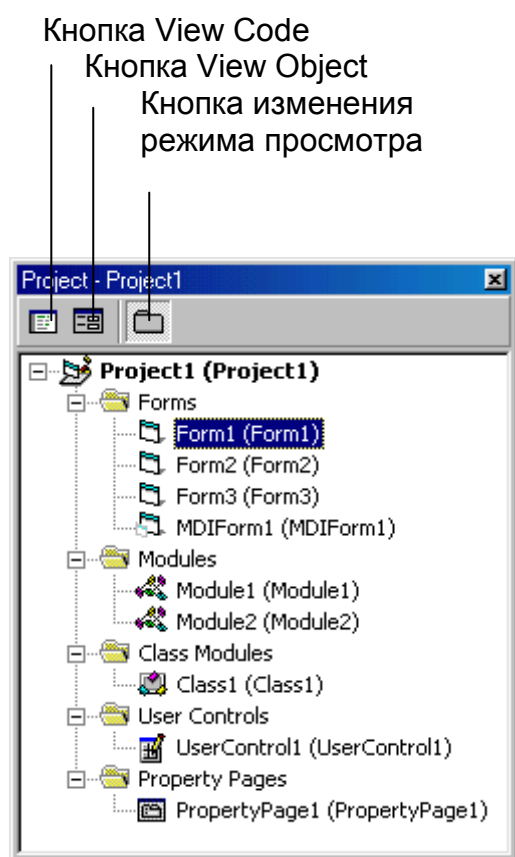 Кнопка View Code
Кнопка View Object
Кнопка изменения
режима просмотра
Project - Project1
Project1 (Project1)
Forms
Form1 (Form1)
Form2 (Form2)
Form3 (Form3)
MDIForm1 (MDIForm1)
Modules
Module1 (Module1)
Module2 (Module2)
Class Modules
Class1 (Class1)
User Controls
UserControl1 (UserControl1)
Property Pages
PropertyPage1 (PropertyPage1)